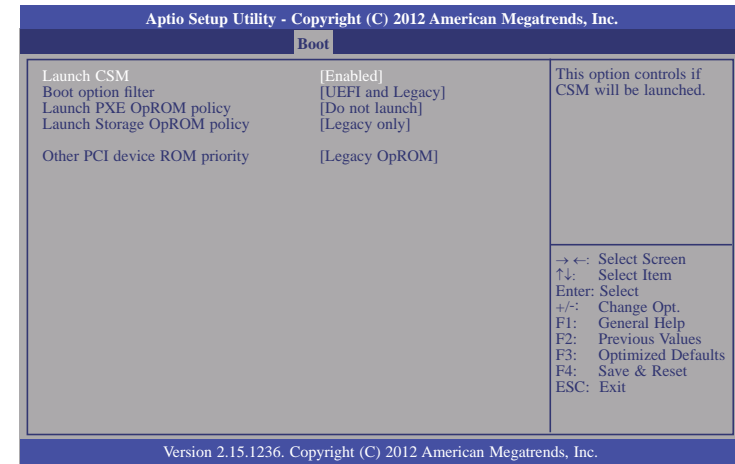 Aptio Setup Utility - Copyright (C) 2012 American Megatrends, Inc.
Boot
Launch CSM [Enabled]
Boot option filter [UEFI and Legacy]
Launch PXE OpROM policy [Do not launch]
Launch Storage OpROM policy [Legacy only]
Other PCI device ROM priority [Legacy OpROM]
This option controls if
CSM will be launched.
→ ←: Select Screen
↑↓: Select Item
Enter: Select
+/-: Change Opt.
F1: General Help
F2: Previous Values
F3: Optimized Defaults
F4: Save & Reset
ESC: Exit
Version 2.15.1236. Copyright (C) 2012 American Megatrends, Inc.